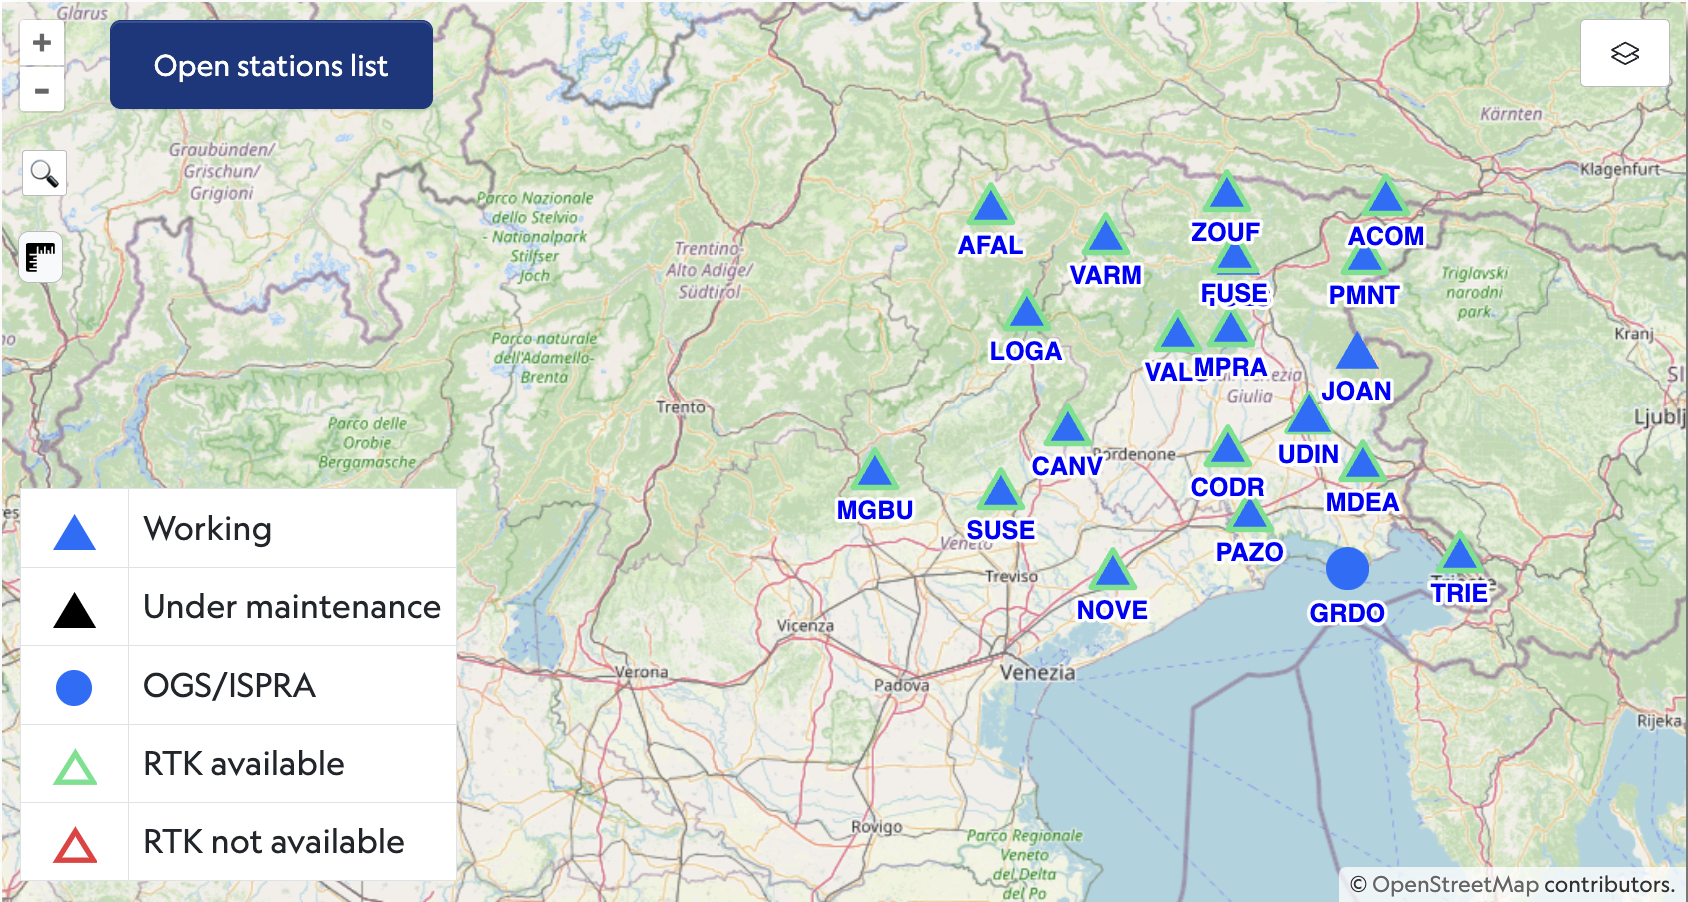 Glarus
+
Open stations list
−
Kärnten
Graubünden/
Grischun/
Grigioni
Klagenfurt
Parco Nazionale
dello Stelvio
- Nationalpark
Stilfser
Joch
AFAL
ZOUF
ACOM
Trentino-
Alto Adige/
Südtirol
VARM
FUSE
PMNT
Triglavski
narodni
park
Parco naturale
dell'Adamello-
Brenta
LOGA
MPRA
Giulia
JOAN
Kranj
Trento
Parco delle
Orobie
Bergamasche
CANV
Pordenone
UDIN
MGBU
SUSE
CODR
MDEA
Veneto
PAZO
Treviso
NOVE
GRDO
Trieste
TRIE
Vicenza
Verona
Padova
Venezia
Rijeka
Rovigo
Parco Regionale
Veneto
del Delta
del Po
Working
Under maintenance
OGS/ISPRA
RTK available
RTK not available
© OpenStreetMap contributors.